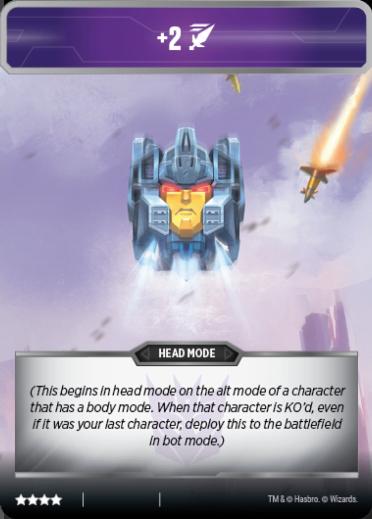 +2
HEAD MODE
(This begins in head mode on the alt mode of a character
that has a body mode. When that character is KO'd, even
if it was your last character, deploy this to the battlefield
in bot mode.)
TM & © Hasbro. © Wizards.